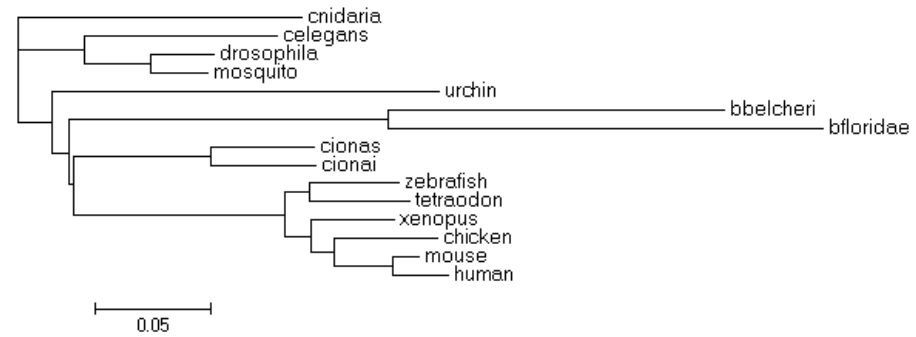 cnidaria
celegans
drosophila
mosquito
urchin
bbelcheri
bfloridae
cionas
cionai
zebrafish
tetraodon
xenopus
chicken
mouse
human
0.05